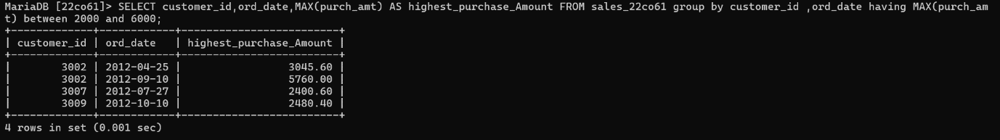 MariaDB [22co61]> SELECT customer_id,ord_date,MAX(purch_amt) AS highest_purchase_Amount FROM sales_22co61 group by customer_id ,ord_date having MAX(purch_am
t) between 2000 and 6000;
+-------------+------------+-------------------------+
| customer_id | ord_date   | highest_purchase_Amount |
+-------------+------------+-------------------------+
|        3002 | 2012-04-25 |                 3045.60 |
|        3002 | 2012-09-10 |                 5760.00 |
|        3007 | 2012-07-27 |                 2400.60 |
|        3009 | 2012-10-10 |                 2480.40 |
+-------------+------------+-------------------------+
4 rows in set (0.001 sec)